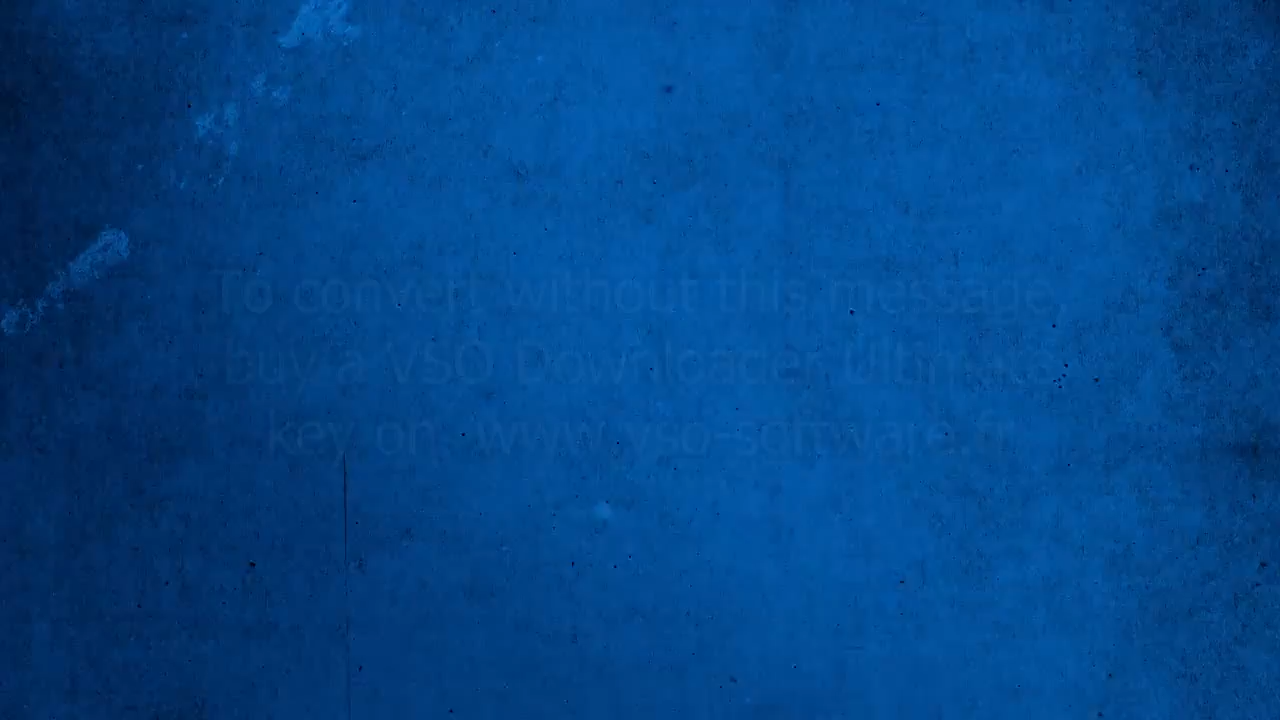 To convert without this message,
buy a VSO Downloader Ultimate
key on www.vso-software.fr